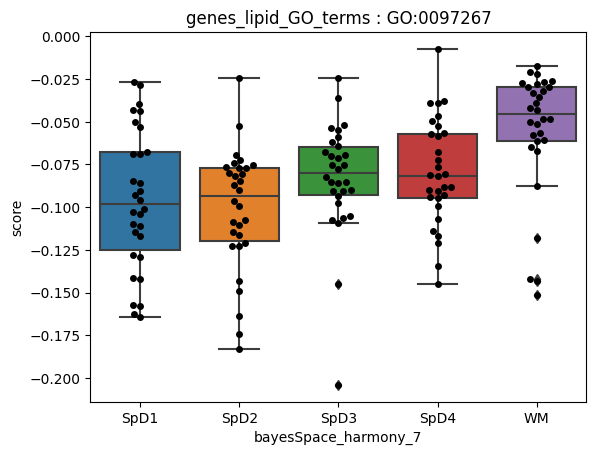 genes_lipid_GO_terms : GO:0097267
0.000
−0.025
−0.050
−0.075
−0.100
−0.125
−0.150
−0.175
−0.200
score
SpD1 SpD2 SpD3 SpD4 WM
bayesSpace_harmony_7